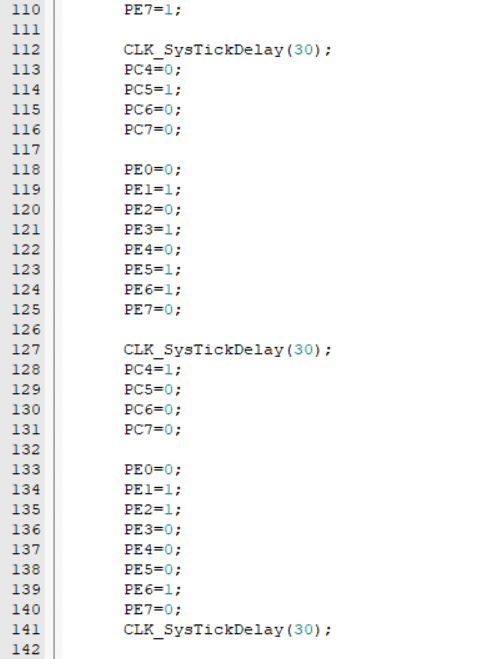 110 PE7=1;
111
112 CLK_SysTickDelay(30);
113 PC4=0;
114 PC5=1;
115 PC6=0;
116 PC7=0;
117
118 PE0=0;
119 PE1=1;
120 PE2=0;
121 PE3=1;
122 PE4=0;
123 PE5=1;
124 PE6=1;
125 PE7=0;
126
127 CLK_SysTickDelay(30);
128 PC4=1;
129 PC5=0;
130 PC6=0;
131 PC7=0;
132
133 PE0=0;
134 PE1=1;
135 PE2=1;
136 PE3=0;
137 PE4=0;
138 PE5=0;
139 PE6=1;
140 PE7=0;
141 CLK_SysTickDelay(30);
142